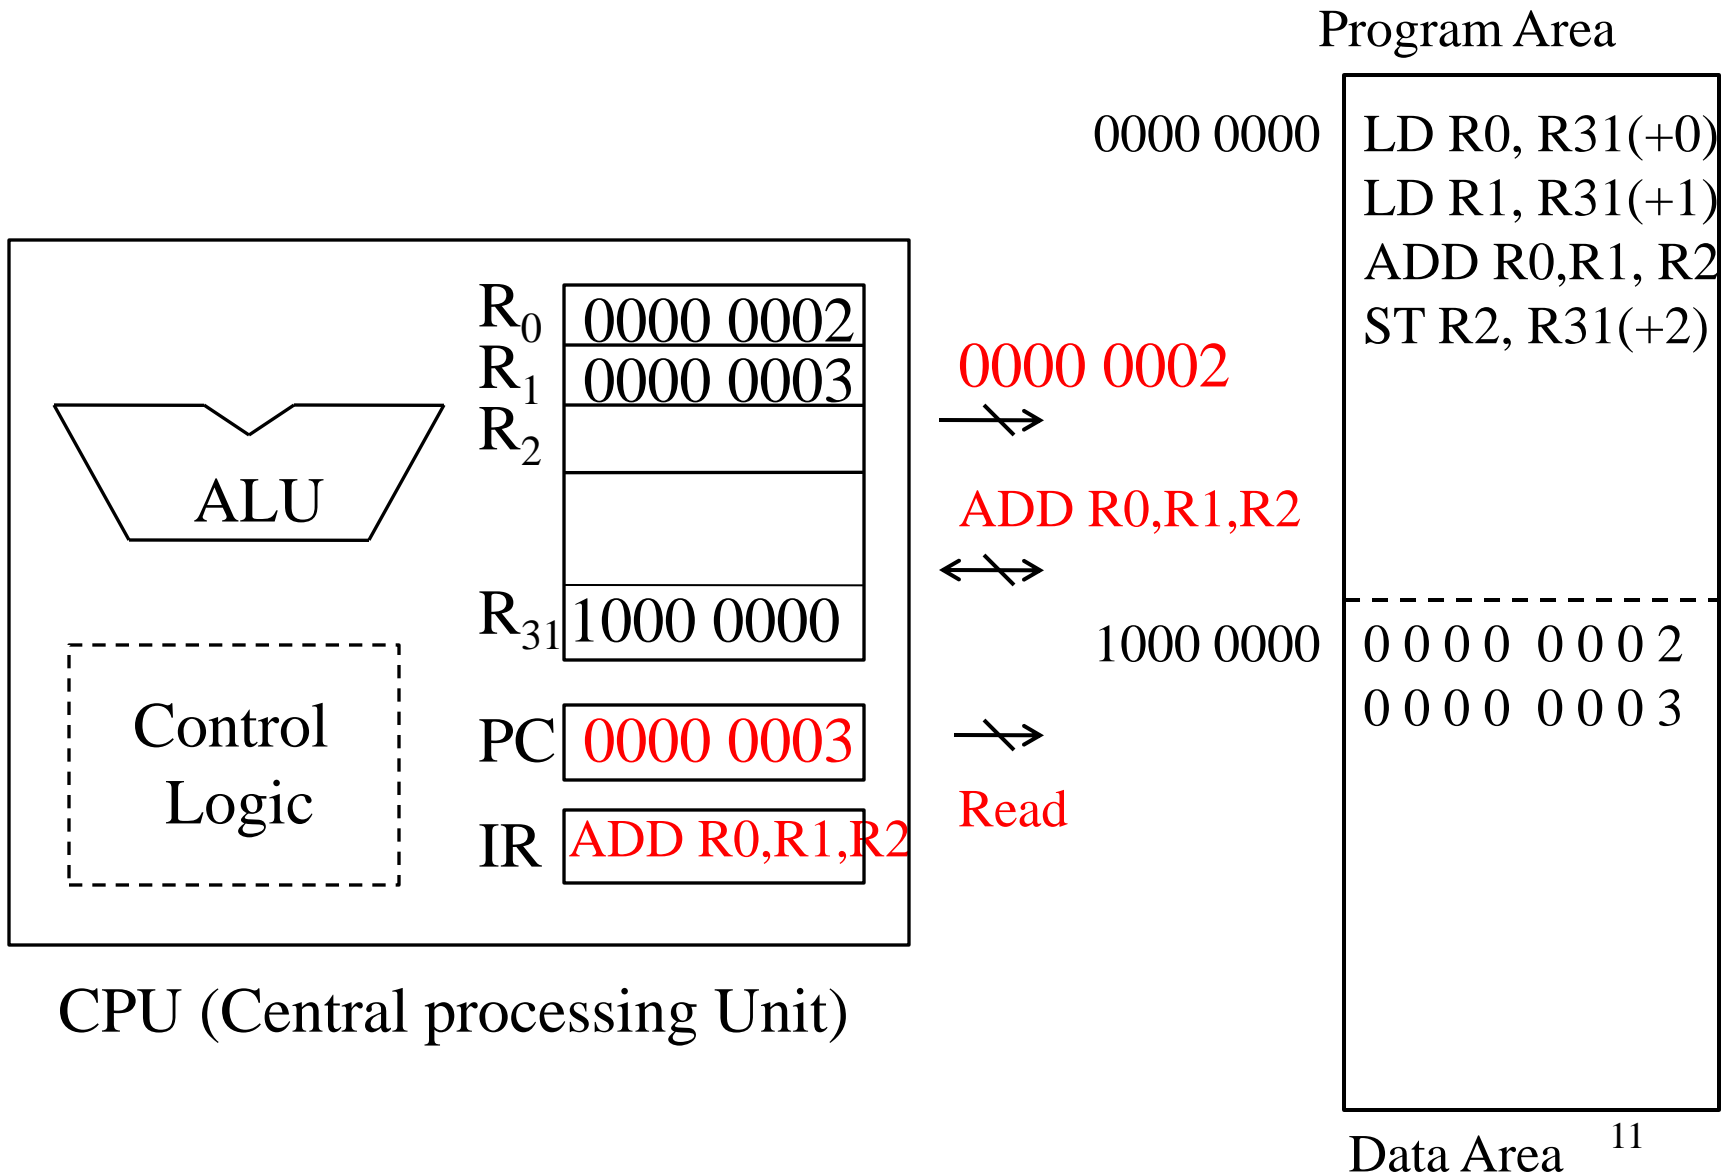 Program Area
0000 0000
LD R0, R31(+0)
LD R1, R31(+1)
ADD R0,R1, R2
ST R2, R31(+2)
R0
0000 0002
R1
0000 0003
R2
R31
1000 0000
ALU
Control
Logic
PC
0000 0003
IR
ADD R0,R1,R2
CPU (Central processing Unit)
0000 0002
ADD R0,R1,R2
Read
1000 0000
0 0 0 0 0 0 0 2
0 0 0 0 0 0 0 3
Data Area
11